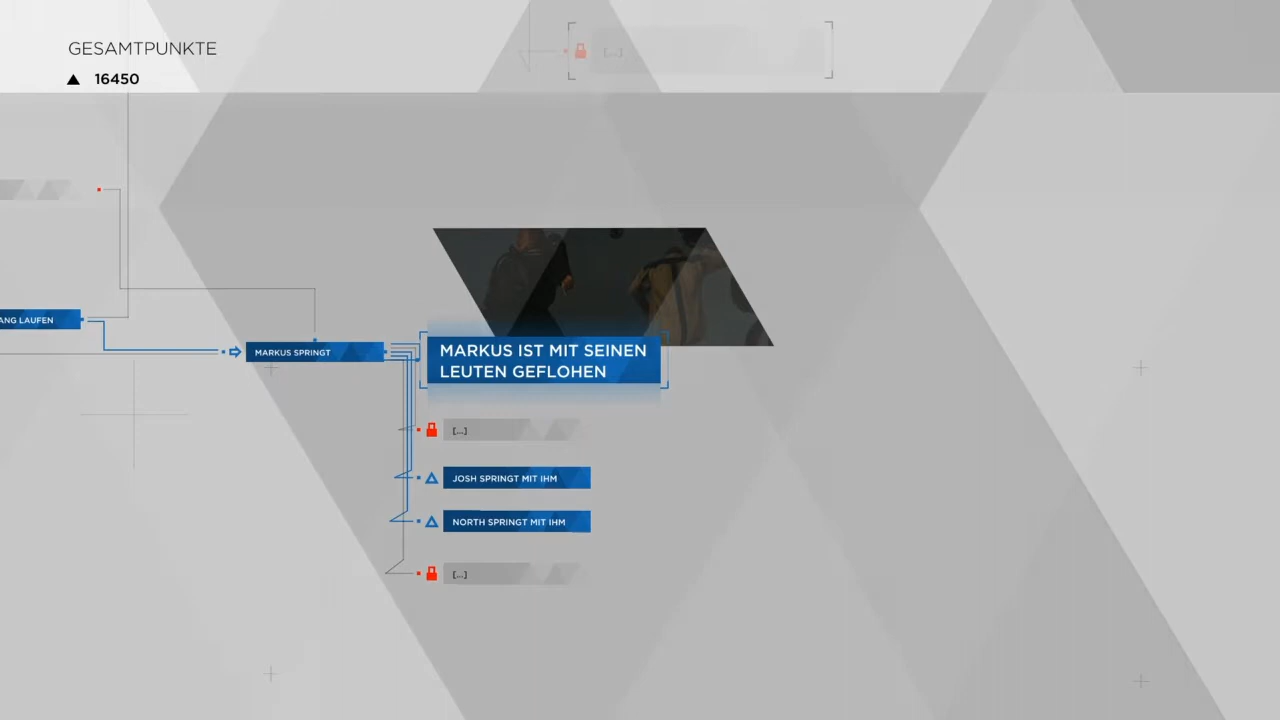 GESAMTPUNKTE
▲ 16450
[...]
ANG LAUFEN
MARKUS SPRINGT
MARKUS IST MIT SEINEN
LEUTEN GEFLOHEN
[...]
JOSH SPRINGT MIT IHM
NORTH SPRINGT MIT IHM
[...]